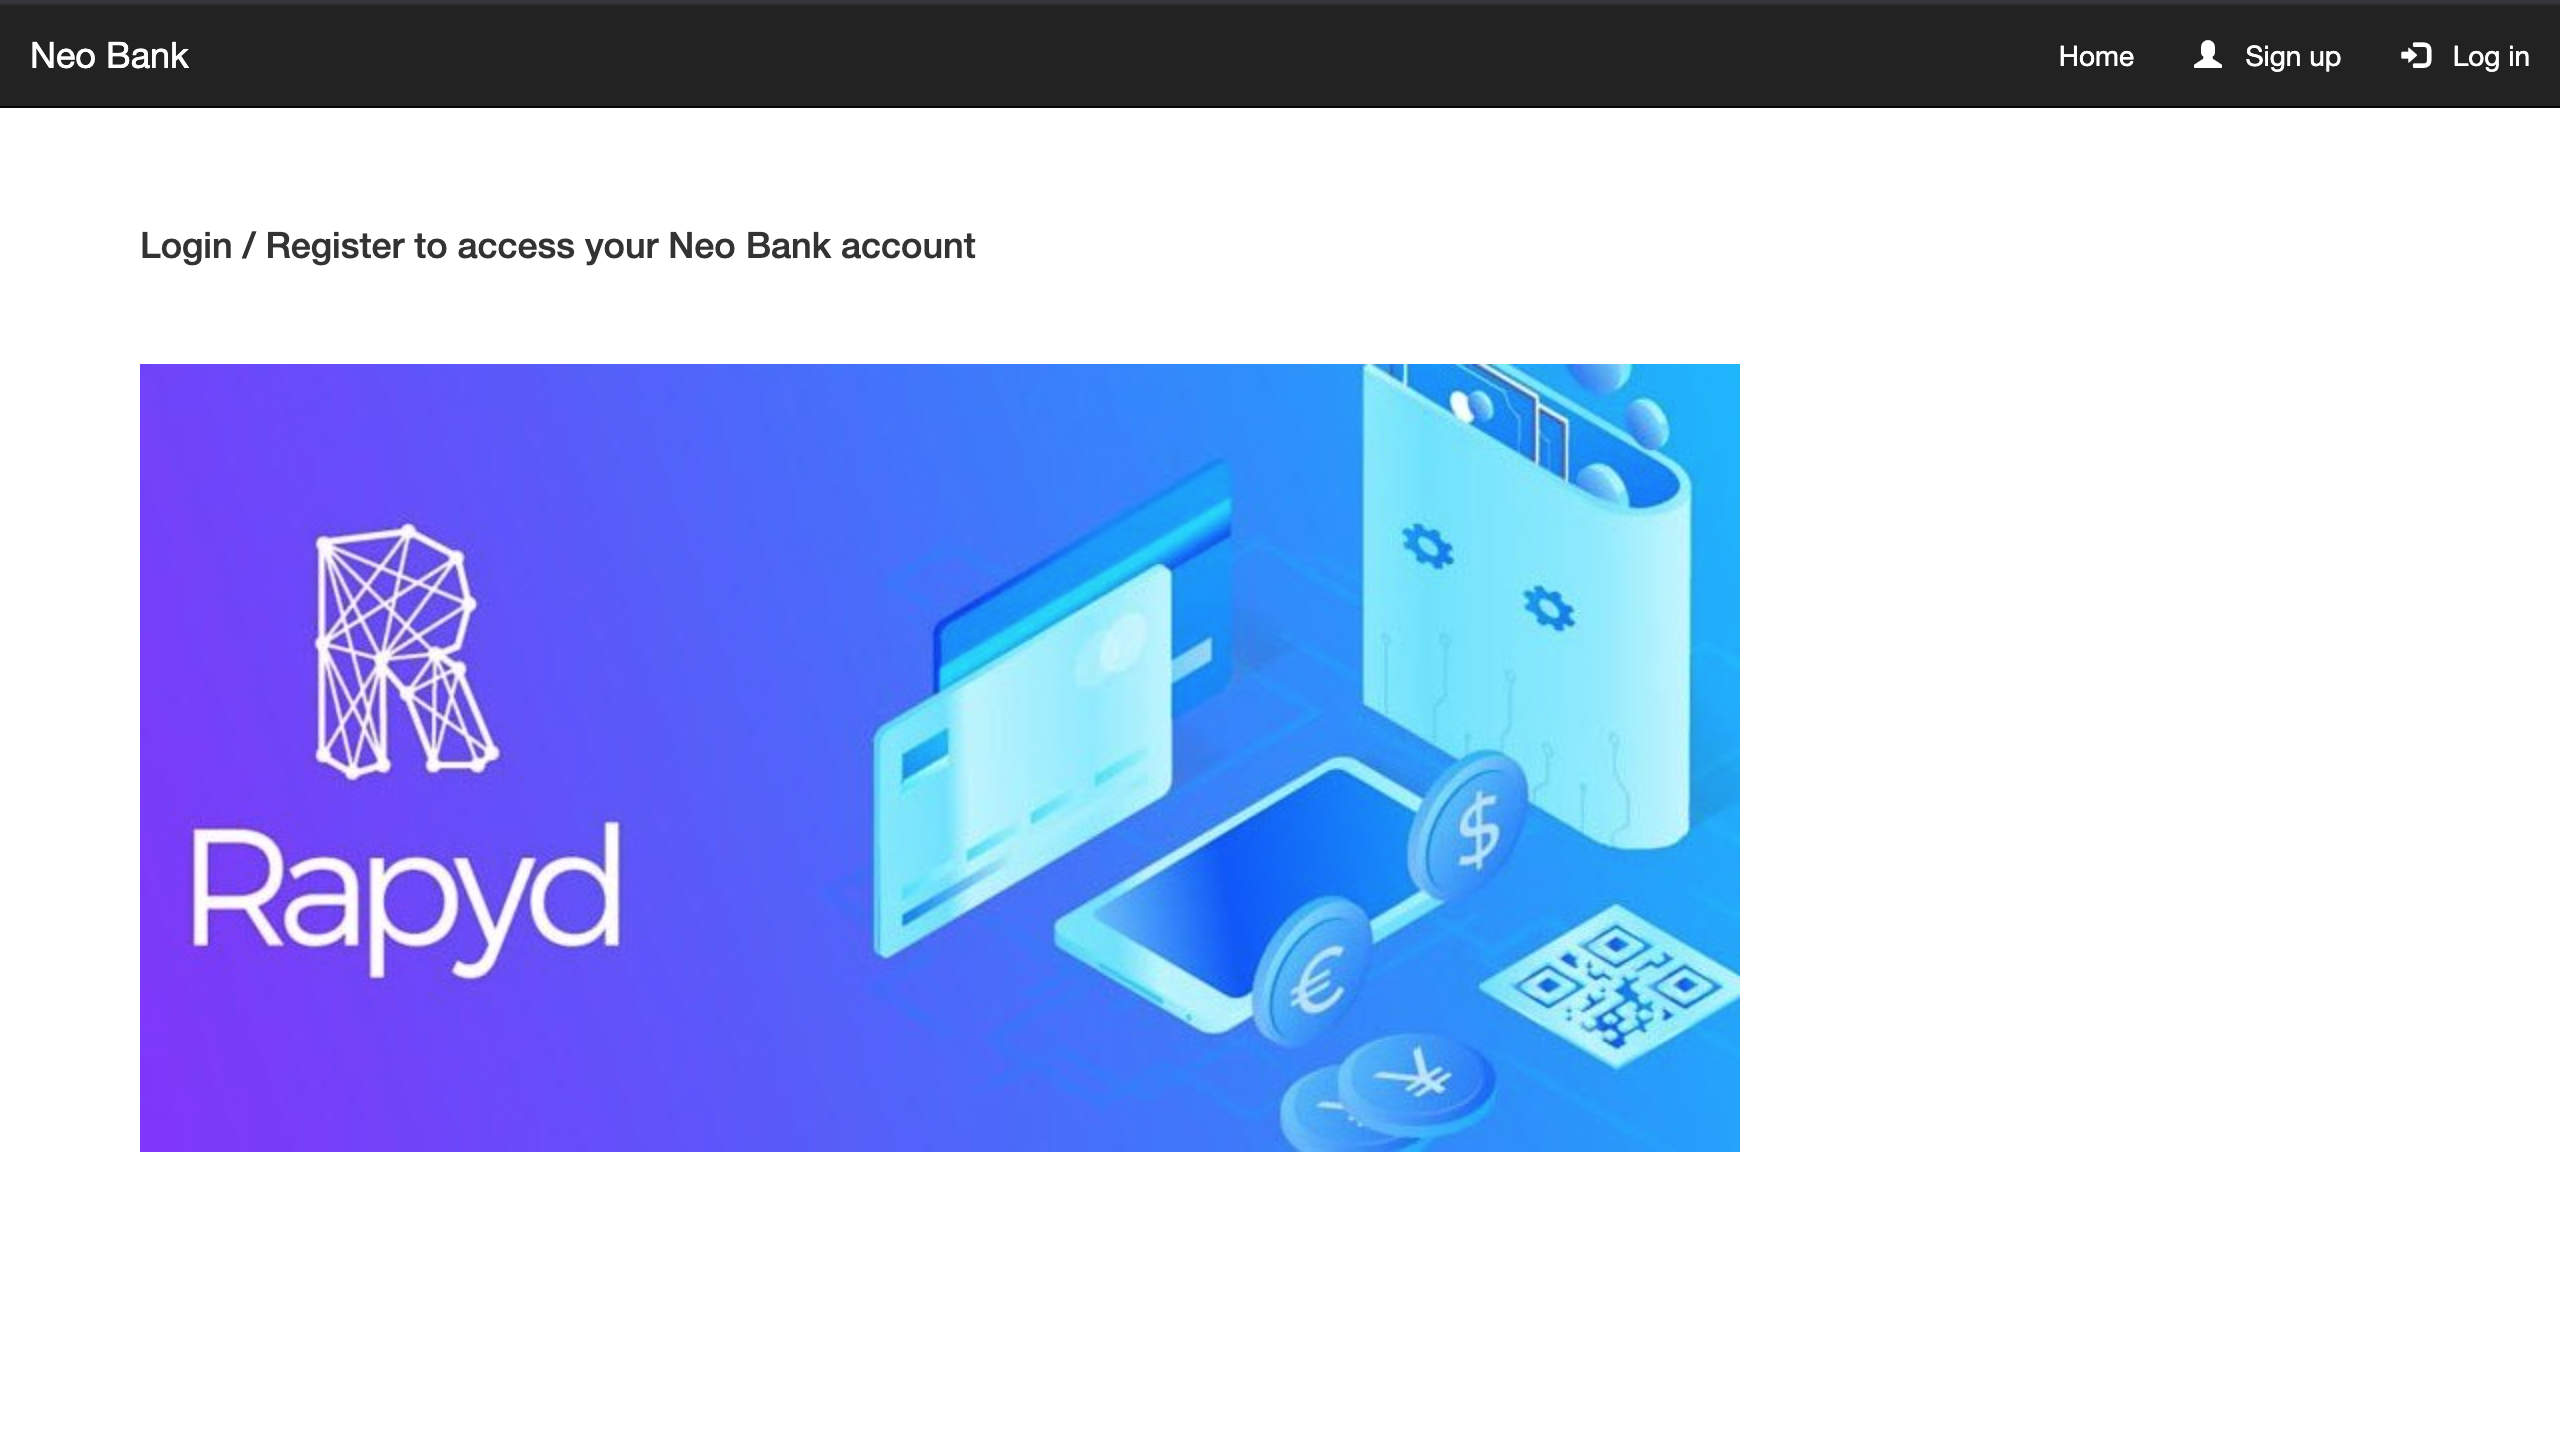 Neo Bank
Home Sign up Log in
Login / Register to access your Neo Bank account
R
Rapyd
$
€
¥